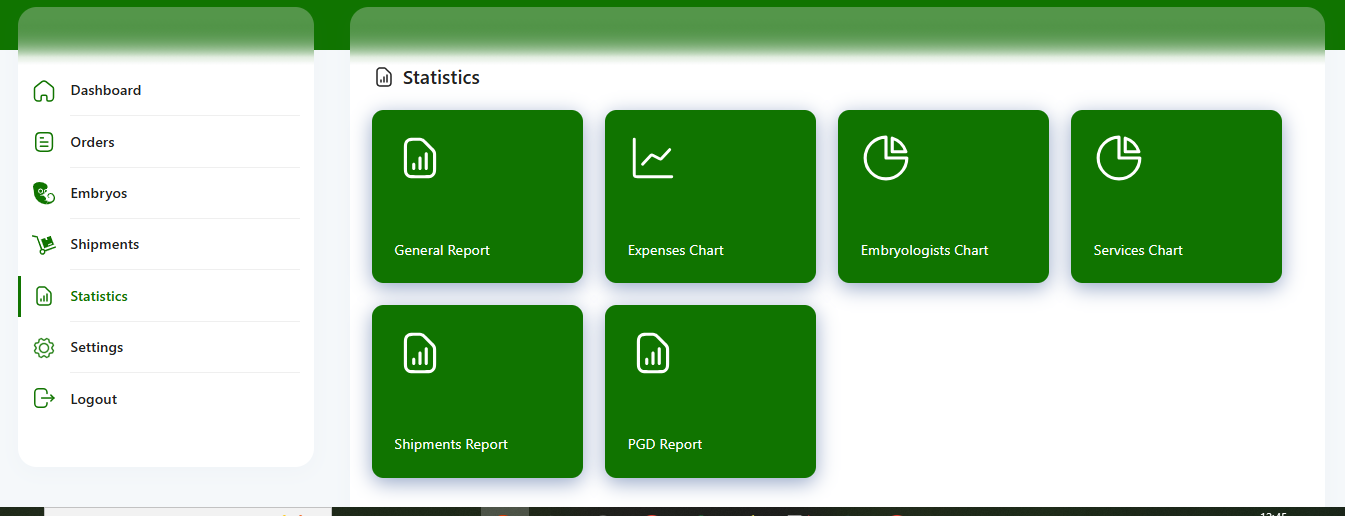 Dashboard
Orders
Embryos
Shipments
Statistics
Settings
Logout
Statistics
General Report
Expenses Chart
Embryologists Chart
Services Chart
Shipments Report
PGD Report